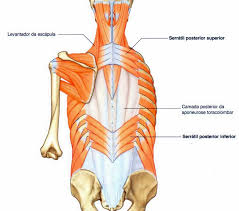 Levantador da escápula
Serrátil posterior superior
Camada posterior da
aponeurose toracolombar
Serrátil posterior inferior